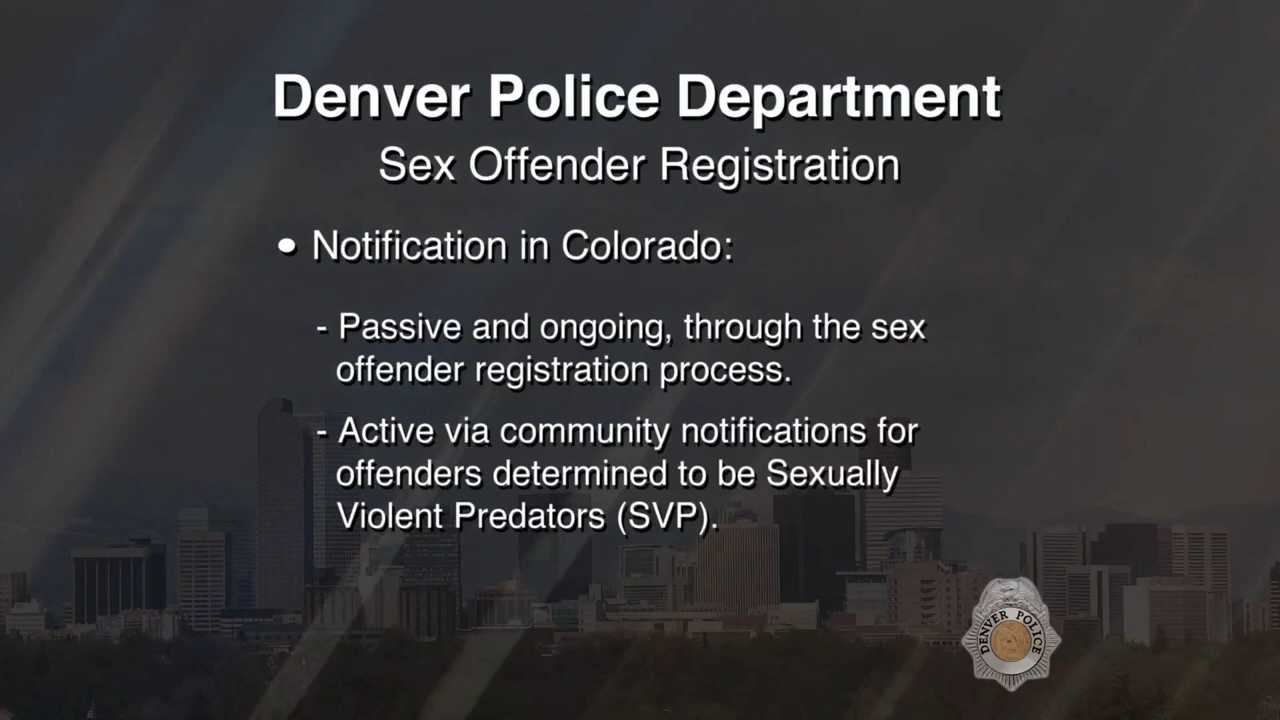 Denver Police Department
Sex Offender Registration
• Notification in Colorado:
- Passive and ongoing, through the sex
offender registration process.
- Active via community notifications for
offenders determined to be Sexually
Violent Predators (SVP).
DENVER POLICE